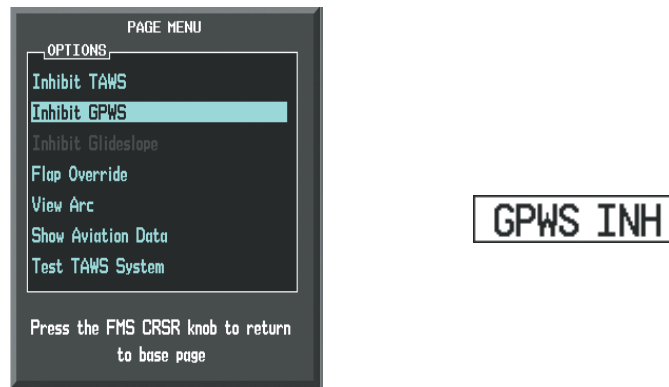 PAGE MENU
OPTIONS
Inhibit TAWS
Inhibit GPWS
Inhibit Glideslope
Flap Override
View Arc
Show Aviation Data
Test TAWS System
Press the FMS CRSR knob to return
to base page
GPWS INH